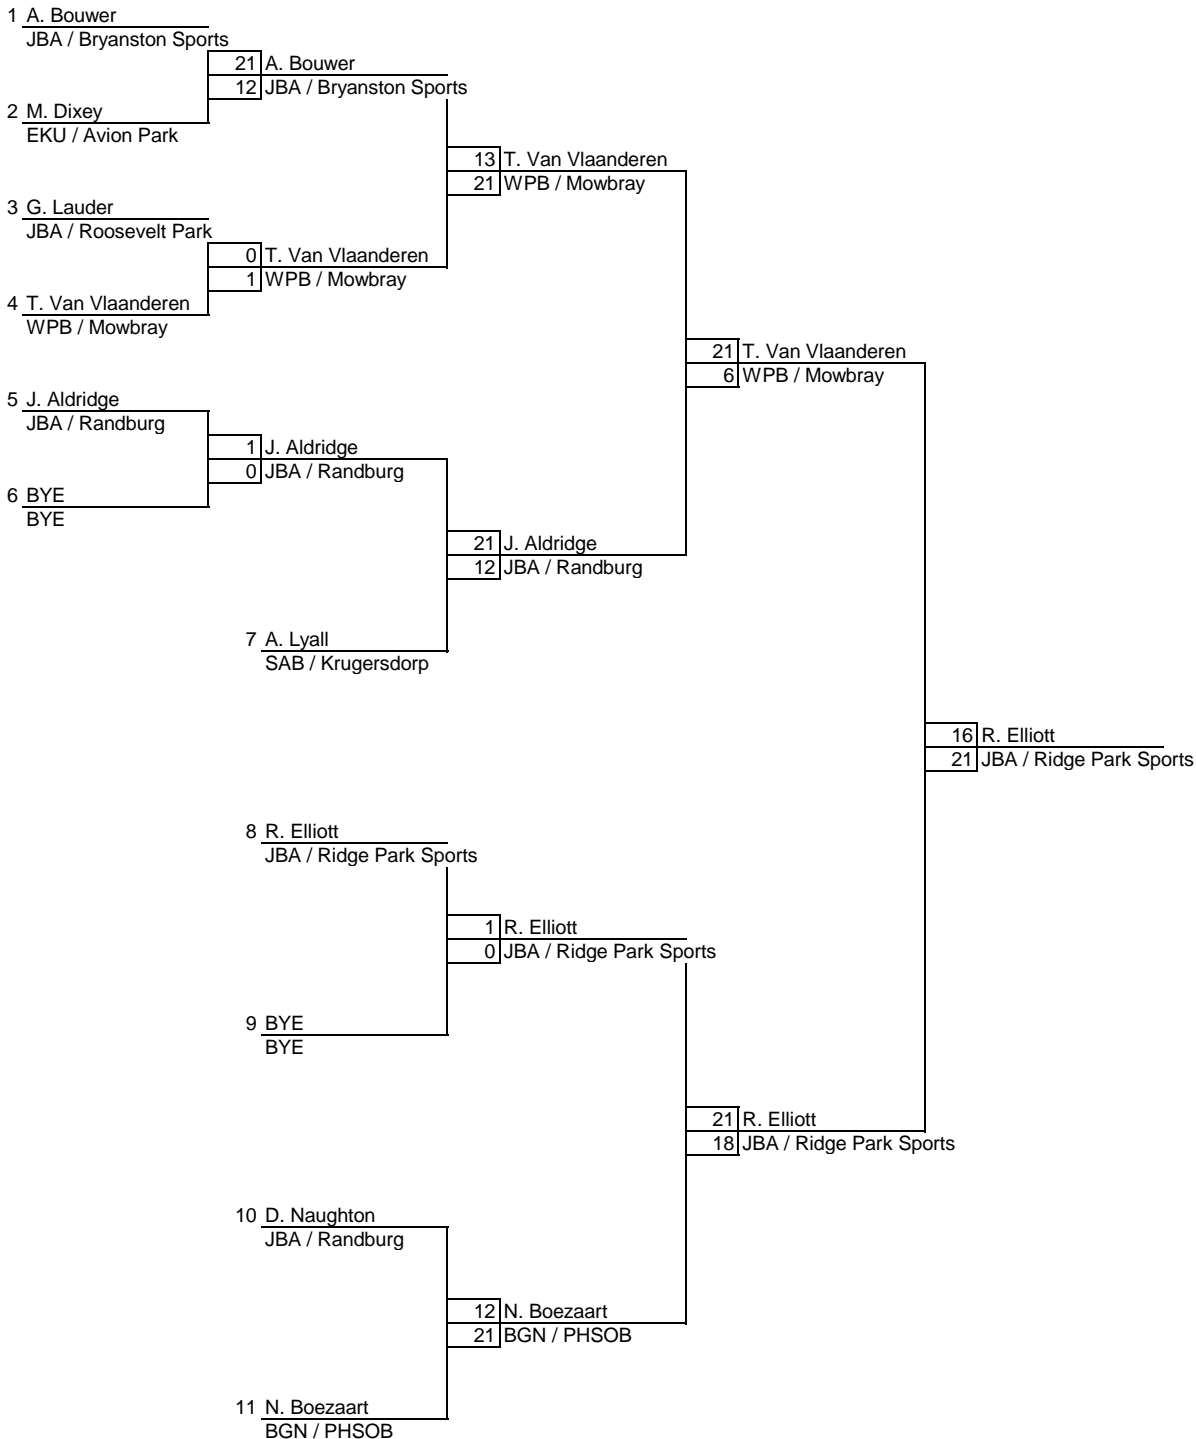 1 A. Bouwer
JBA / Bryanston Sports
21 A. Bouwer
12 JBA / Bryanston Sports
2 M. Dixey
EKU / Avion Park
13 T. Van Vlaanderen
21 WPB / Mowbray
3 G. Lauder
JBA / Roosevelt Park
0 T. Van Vlaanderen
1 WPB / Mowbray
4 T. Van Vlaanderen
WPB / Mowbray
21 T. Van Vlaanderen
6 WPB / Mowbray
5 J. Aldridge
JBA / Randburg
1 J. Aldridge
0 JBA / Randburg
6 BYE
BYE
21 J. Aldridge
12 JBA / Randburg
7 A. Lyall
SAB / Krugersdorp
16 R. Elliott
21 JBA / Ridge Park Sports
8 R. Elliott
JBA / Ridge Park Sports
1 R. Elliott
0 JBA / Ridge Park Sports
9 BYE
BYE
21 R. Elliott
18 JBA / Ridge Park Sports
10 D. Naughton
JBA / Randburg
12 N. Boezaart
21 BGN / PHSOB
11 N. Boezaart
BGN / PHSOB